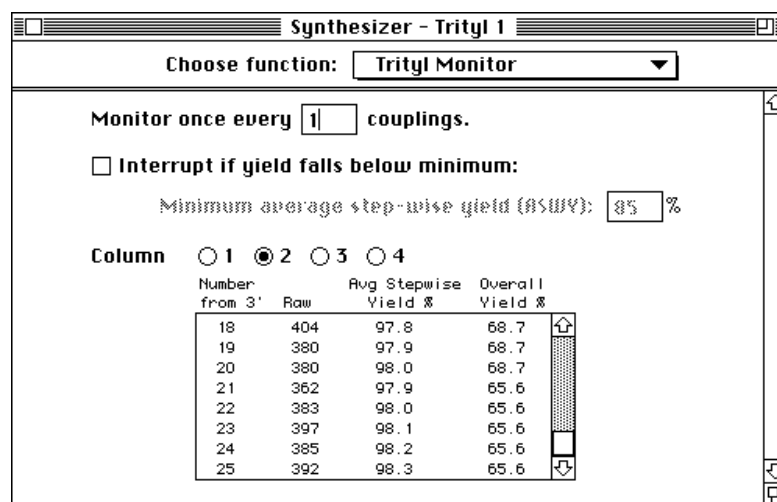 Synthesizer - Trityl 1
Choose function: Trityl Monitor
Monitor once every 1 couplings.
Interrupt if yield falls below minimum:
Minimum average step-wise yield (ASWY): 85 %
Column 1 2 3 4
Number from 3' Raw Avg Stepwise Yield % Overall Yield %
18 404 97.8 68.7
19 380 97.9 68.7
20 380 98.0 68.7
21 362 97.9 65.6
22 383 98.0 65.6
23 397 98.1 65.6
24 385 98.2 65.6
25 392 98.3 65.6